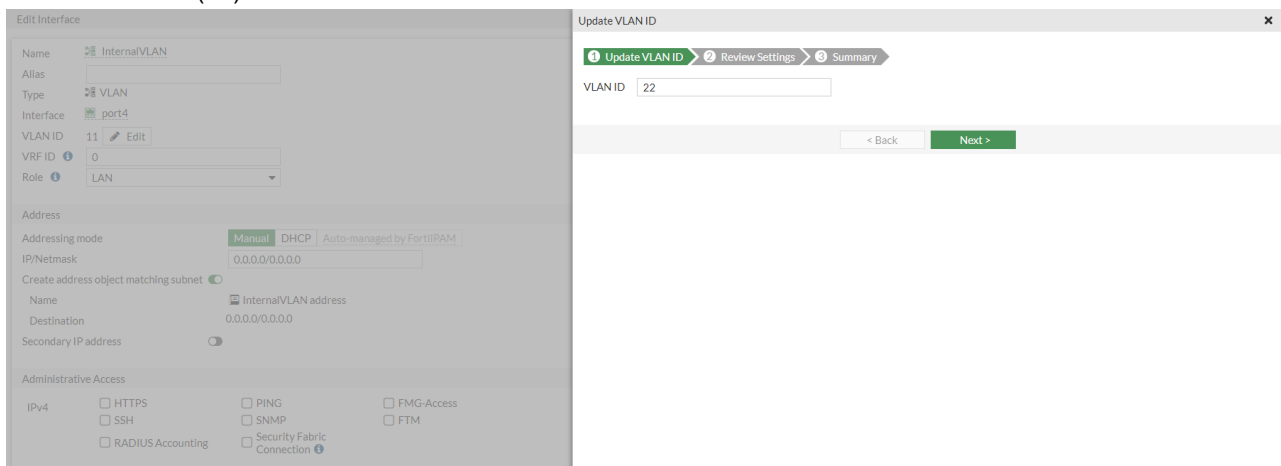 Edit Interface
Name InternalVLAN
Alias
Type VLAN
Interface port4
VLAN ID 11 Edit
VRF ID 0
Role LAN
Address
Addressing mode Manual DHCP Auto-managed by FortiIPAM
IP/Netmask 0.0.0.0/0.0.0.0
Create address object matching subnet
Name InternalVLAN address
Destination 0.0.0.0/0.0.0.0
Secondary IP address
Administrative Access
IPv4 HTTPS PING FMG-Access
SSH SNMP FTM
RADIUS Accounting Security Fabric Connection
Update VLAN ID
1 Update VLAN ID 2 Review Settings 3 Summary
VLAN ID 22
< Back Next >